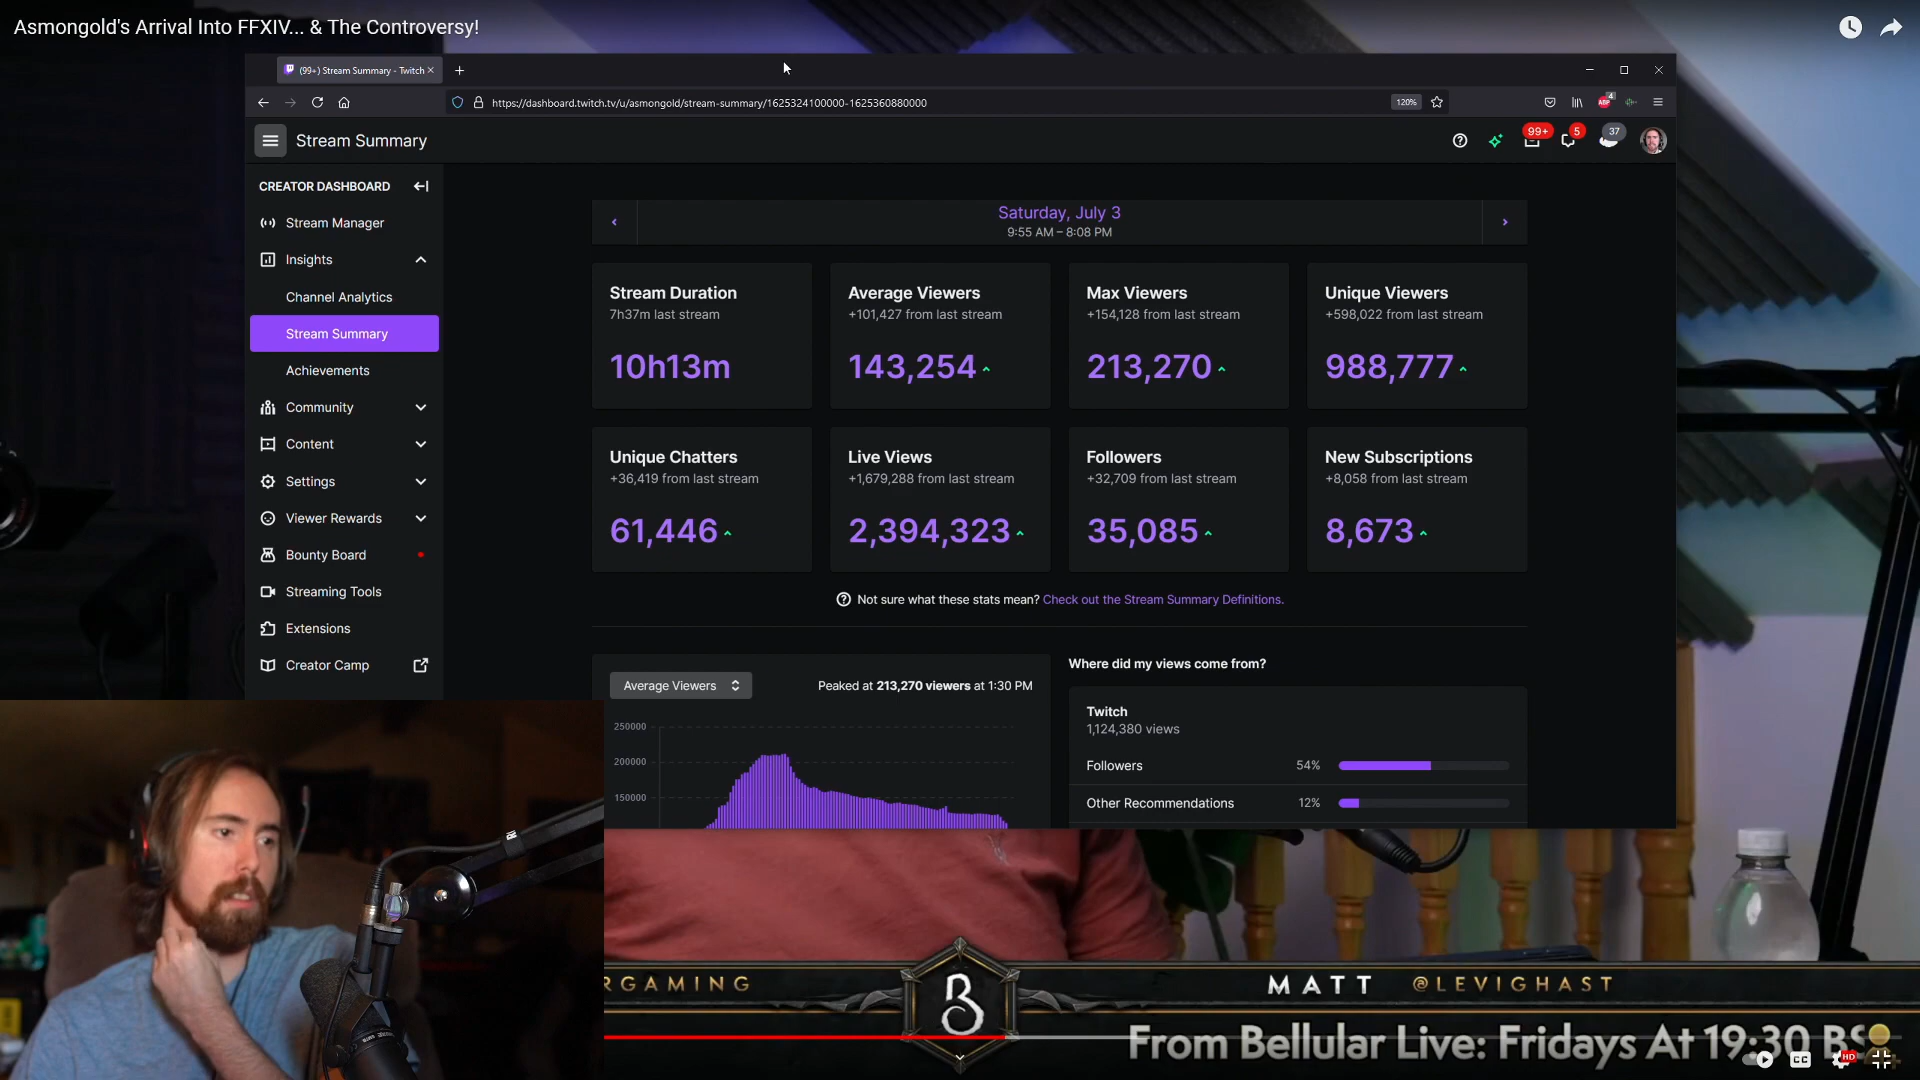 Asmongold's Arrival Into FFXIV... & The Controversy!
(99+) Stream Summary - Twitch
https://dashboard.twitch.tv/u/asmongold/stream-summary/1625324100000-1625360880000
120%
ABP
4
Stream Summary
99+
5
37
CREATOR DASHBOARD
Stream Manager
Insights
Channel Analytics
Stream Summary
Achievements
Community
Content
Settings
Viewer Rewards
Bounty Board
Streaming Tools
Extensions
Creator Camp
Saturday, July 3
9:55 AM – 8:08 PM
Stream Duration
7h37m last stream
10h13m
Average Viewers
+101,427 from last stream
143,254
Max Viewers
+154,128 from last stream
213,270
Unique Viewers
+598,022 from last stream
988,777
Unique Chatters
+36,419 from last stream
61,446
Live Views
+1,679,288 from last stream
2,394,323
Followers
+32,709 from last stream
35,085
New Subscriptions
+8,058 from last stream
8,673
Not sure what these stats mean? Check out the Stream Summary Definitions.
Average Viewers
Peaked at 213,270 viewers at 1:30 PM
250000
200000
150000
Where did my views come from?
Twitch
1,124,380 views
Followers 54%
Other Recommendations 12%
RGAMING
B
MATT @LEVIGHAST
From Bellular Live: Fridays At 19:30 BS
CC
HD